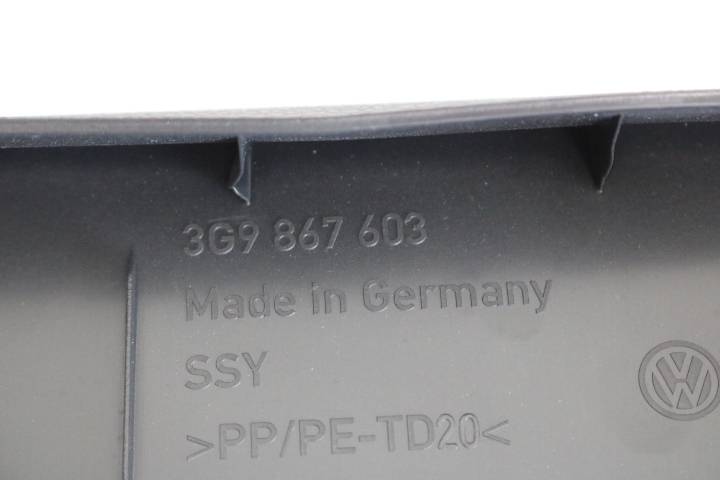 3G9 867 603
Made in Germany
SSY
>PP/PE-TD20<
VW